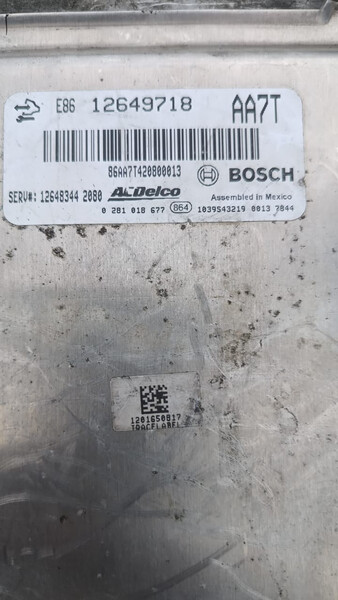 E86 12649718 AA7T
86AA7T420800013 BOSCH
SERV#: 12648344 2080 ACDelco Assembled in Mexico
0 281 018 677 864 1039S43219 0013 7844
1201650817
TRACELABEL